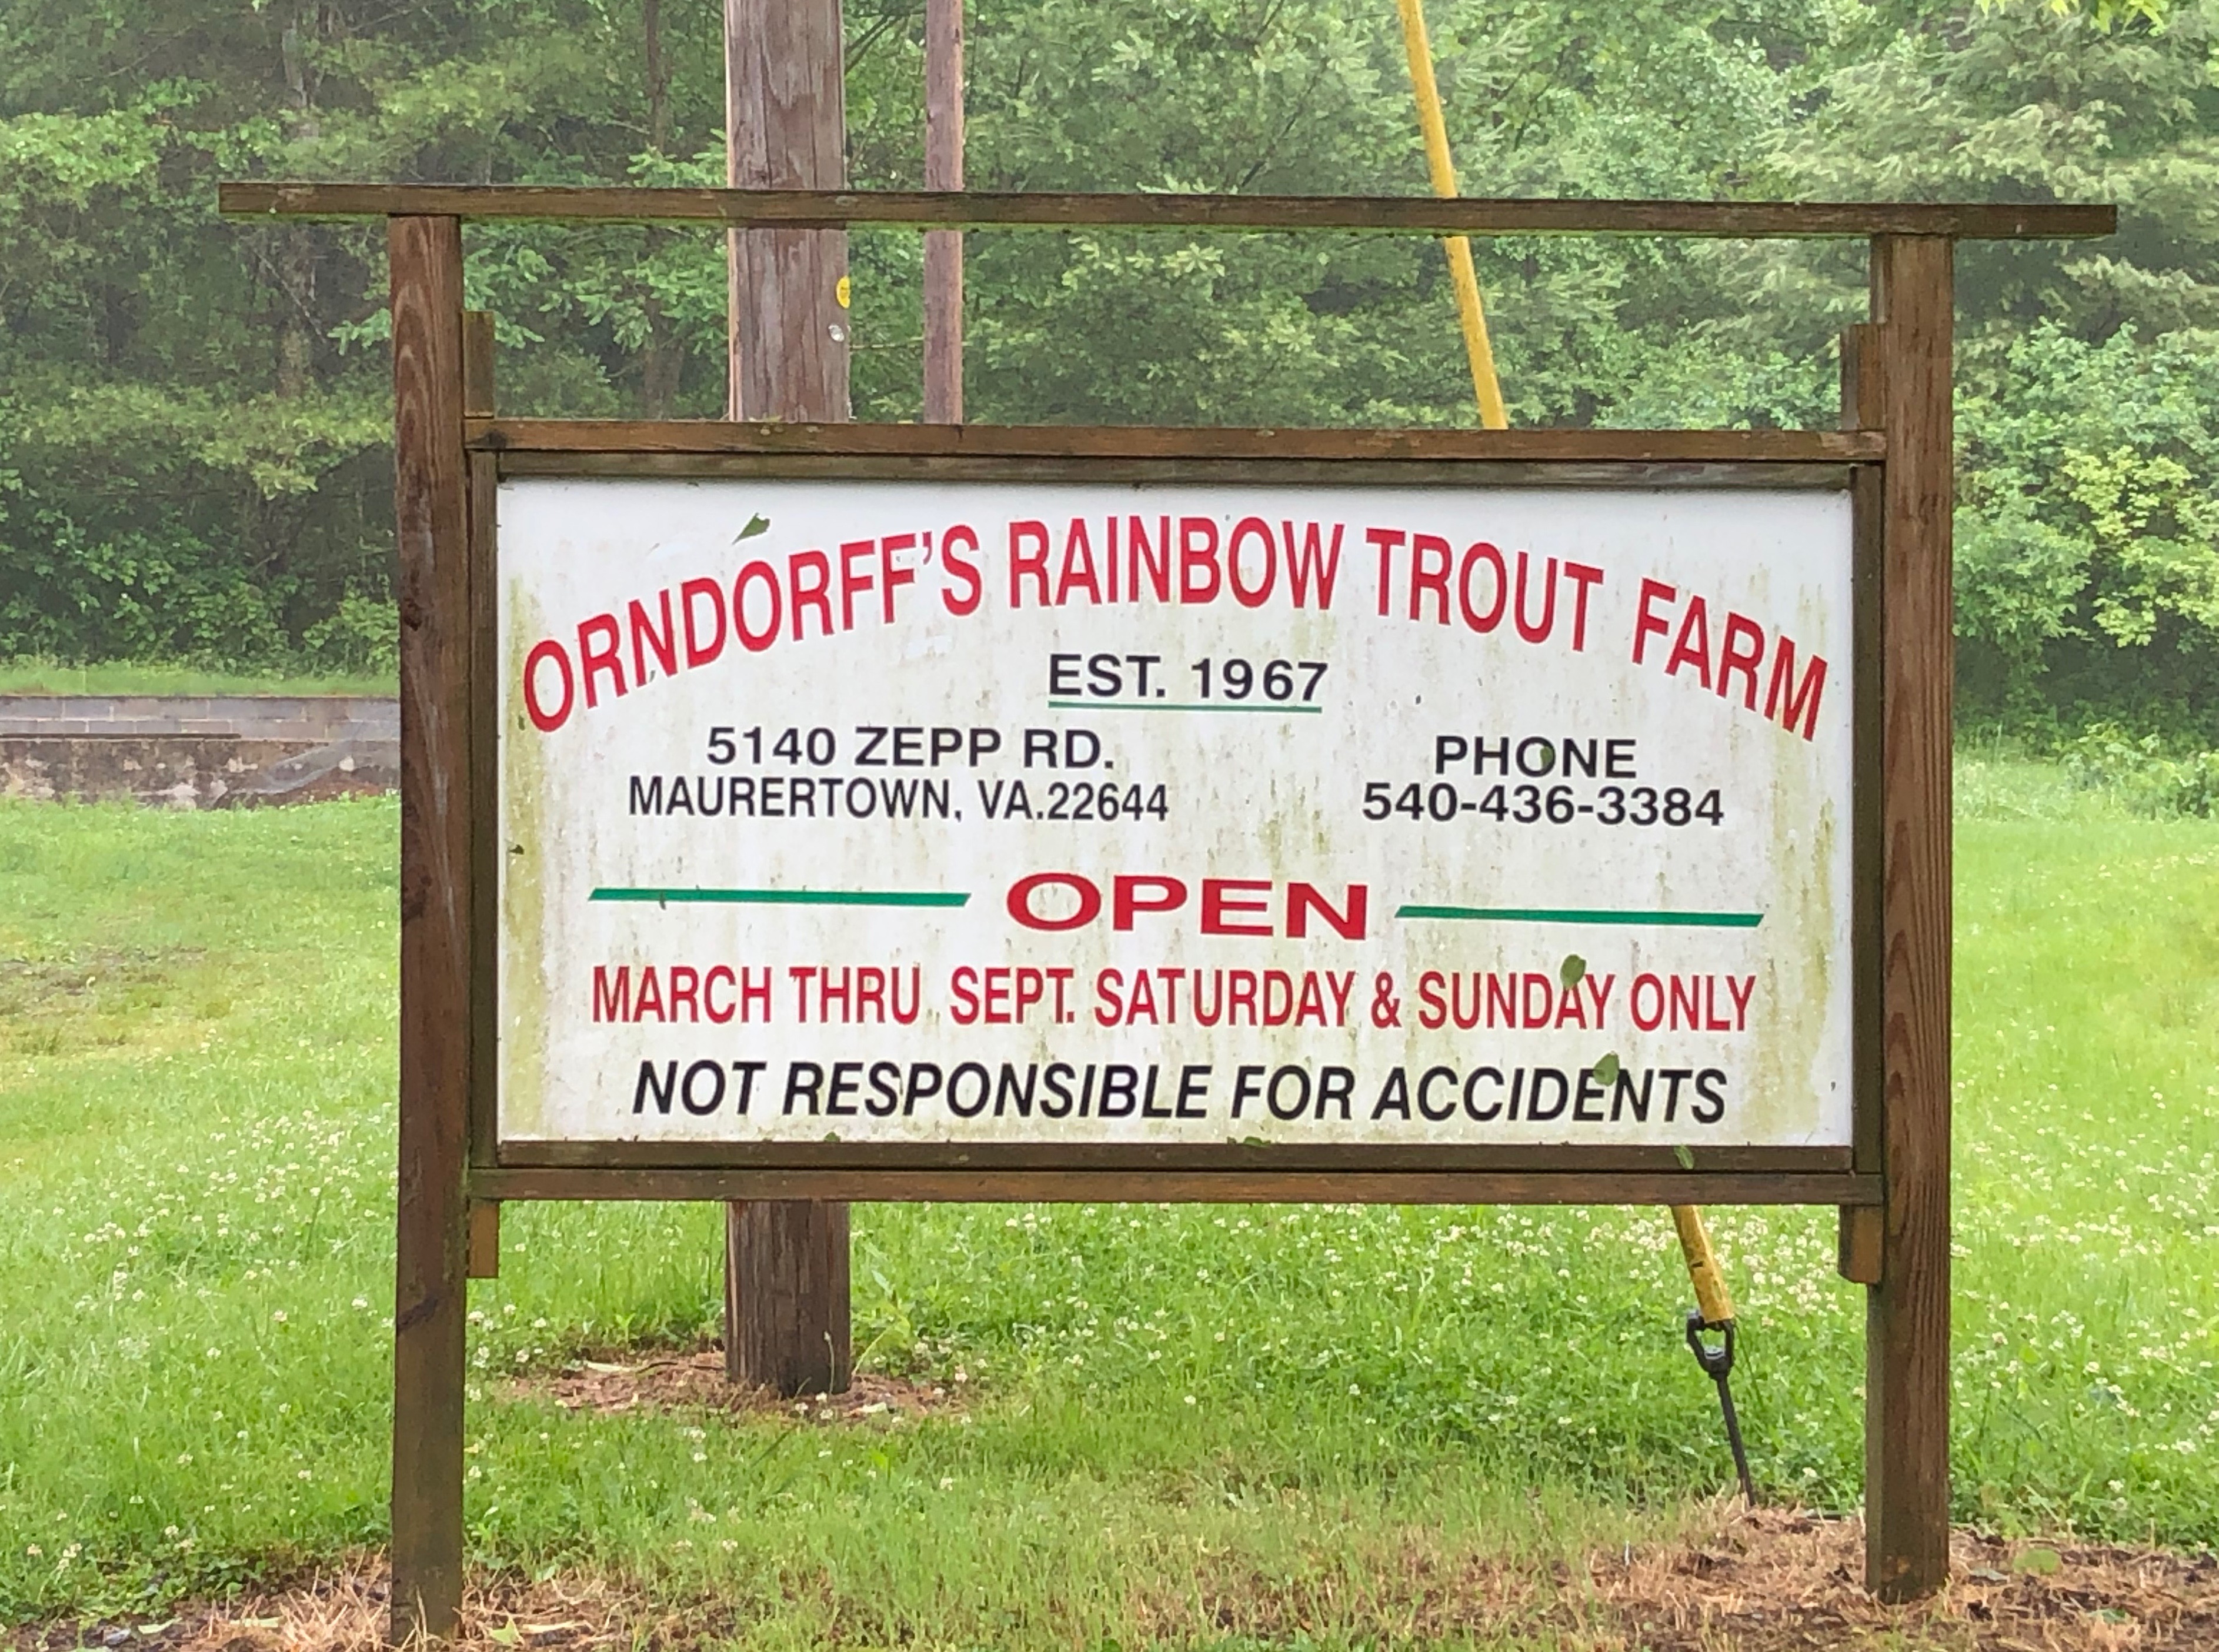 ORNDORFF'S RAINBOW TROUT FARM
EST. 1967
5140 ZEPP RD.
MAURERTOWN, VA.22644
PHONE
540-436-3384
OPEN
MARCH THRU SEPT. SATURDAY & SUNDAY ONLY
NOT RESPONSIBLE FOR ACCIDENTS